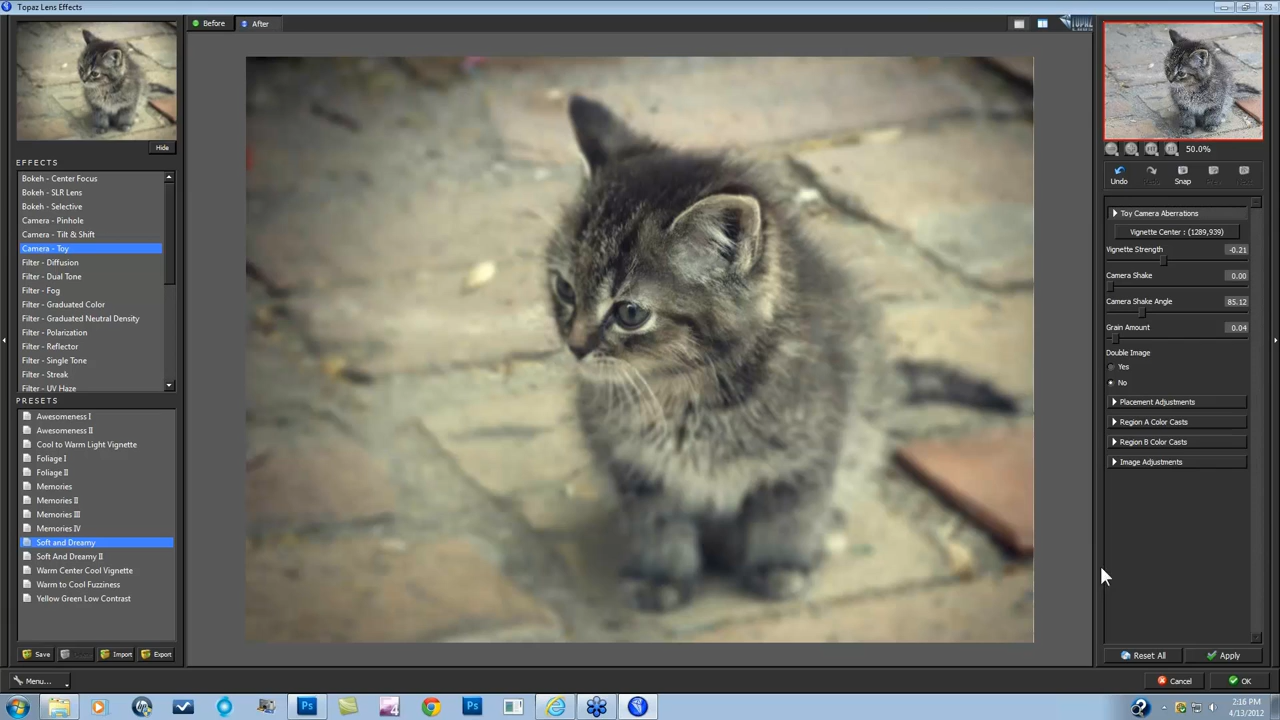 Topaz Lens Effects
Before
After
TOPAZ
Hide
50.0%
EFFECTS
Bokeh - Center Focus
Bokeh - SLR Lens
Bokeh - Selective
Camera - Pinhole
Camera - Tilt & Shift
Camera - Toy
Filter - Diffusion
Filter - Dual Tone
Filter - Fog
Filter - Graduated Color
Filter - Graduated Neutral Density
Filter - Polarization
Filter - Reflector
Filter - Single Tone
Filter - Streak
Filter - UV Haze
PRESETS
Awesomeness I
Awesomeness II
Cool to Warm Light Vignette
Foliage I
Foliage II
Memories
Memories II
Memories III
Memories IV
Soft and Dreamy
Soft And Dreamy II
Warm Center Cool Vignette
Warm to Cool Fuzziness
Yellow Green Low Contrast
Save
Import
Export
Menu...
Undo
Snap
Toy Camera Aberrations
Vignette Center : (1289,939)
Vignette Strength -0.21
Camera Shake 0.00
Camera Shake Angle 85.12
Grain Amount 0.04
Double Image
Yes
No
Placement Adjustments
Region A Color Casts
Region B Color Casts
Image Adjustments
Reset All
Apply
Cancel
OK
Ps
Ps
2:16 PM
4/13/2012